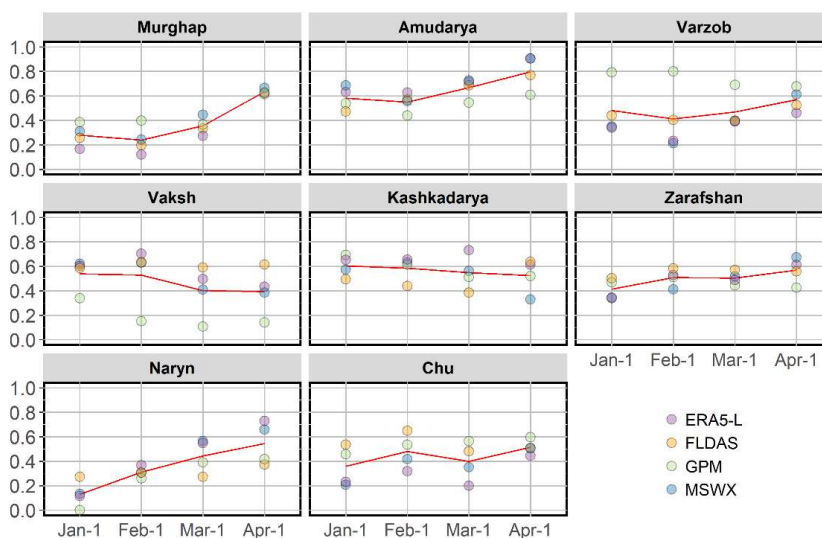 Murghap Amudarya Varzob
1.0
0.8
0.6
0.4
0.2
0.0
Vaksh Kashkadarya Zarafshan
1.0
0.8
0.6
0.4
0.2
0.0
Jan-1 Feb-1 Mar-1 Apr-1
Naryn Chu
1.0
0.8
0.6
0.4
0.2
0.0
ERA5-L
FLDAS
GPM
MSWX
Jan-1 Feb-1 Mar-1 Apr-1 Jan-1 Feb-1 Mar-1 Apr-1